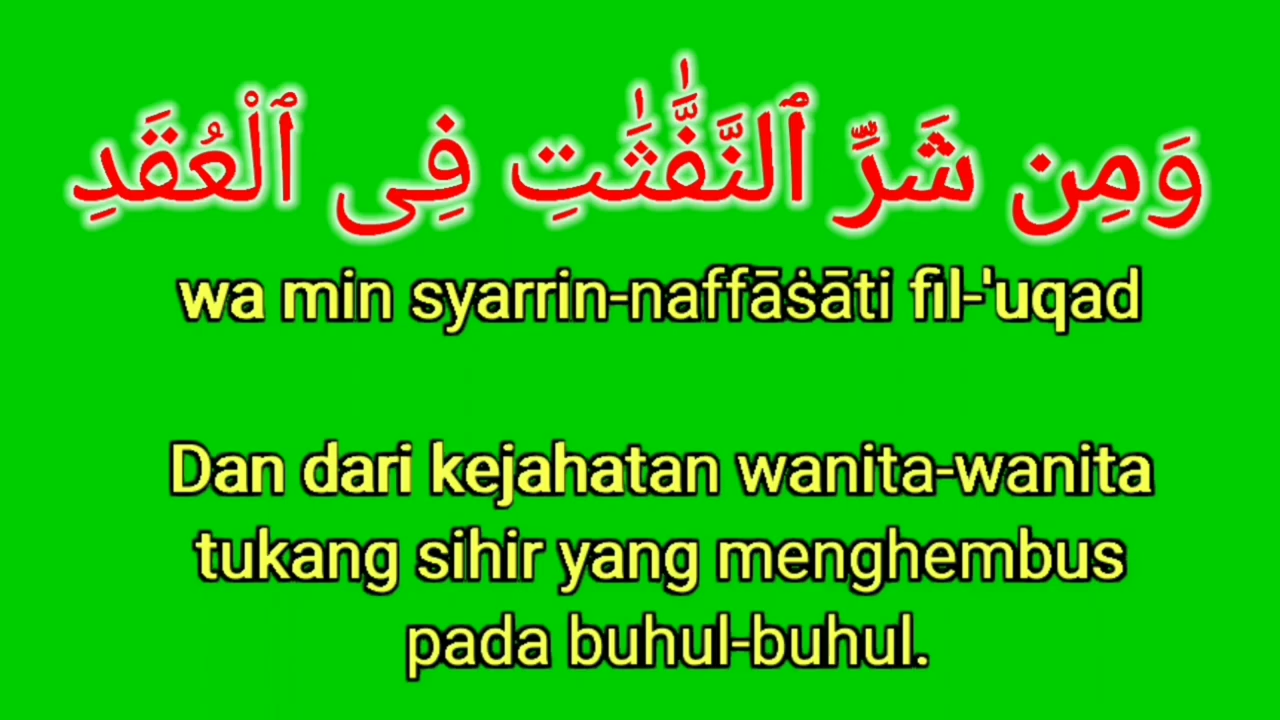 وَمِن شَرِّ ٱلنَّفَّٰثَٰتِ فِى ٱلْعُقَدِ
wa min syarrin-naffāṡāti fil-'uqad
Dan dari kejahatan wanita-wanita
tukang sihir yang menghembus
pada buhul-buhul.